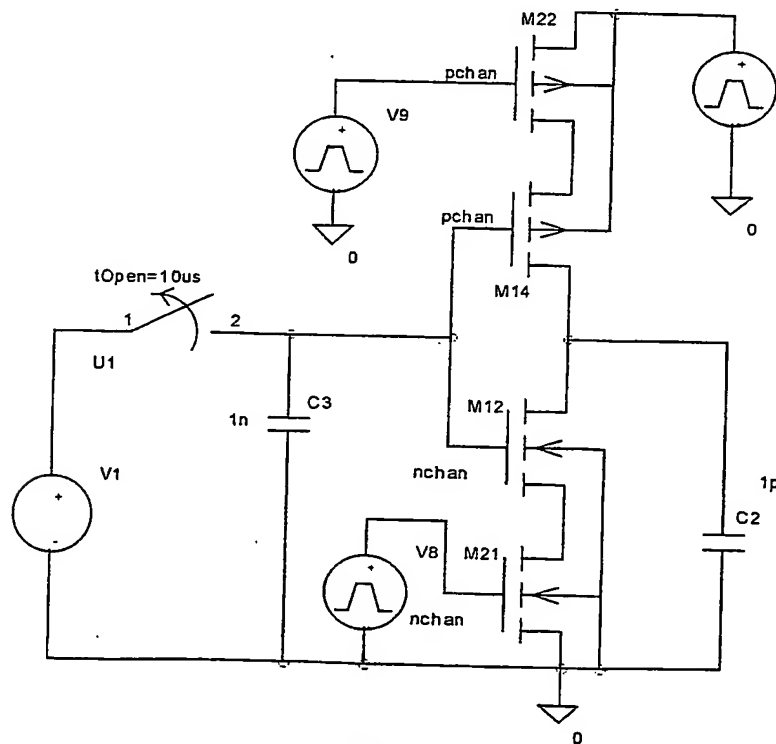 M22
pchan
V9
0
0
pchan
M14
tOpen=10us
1
2
U1
C3
1n
M12
nchan
V1
+
-
1p
C2
V8
M21
nchan
+
+
+
0